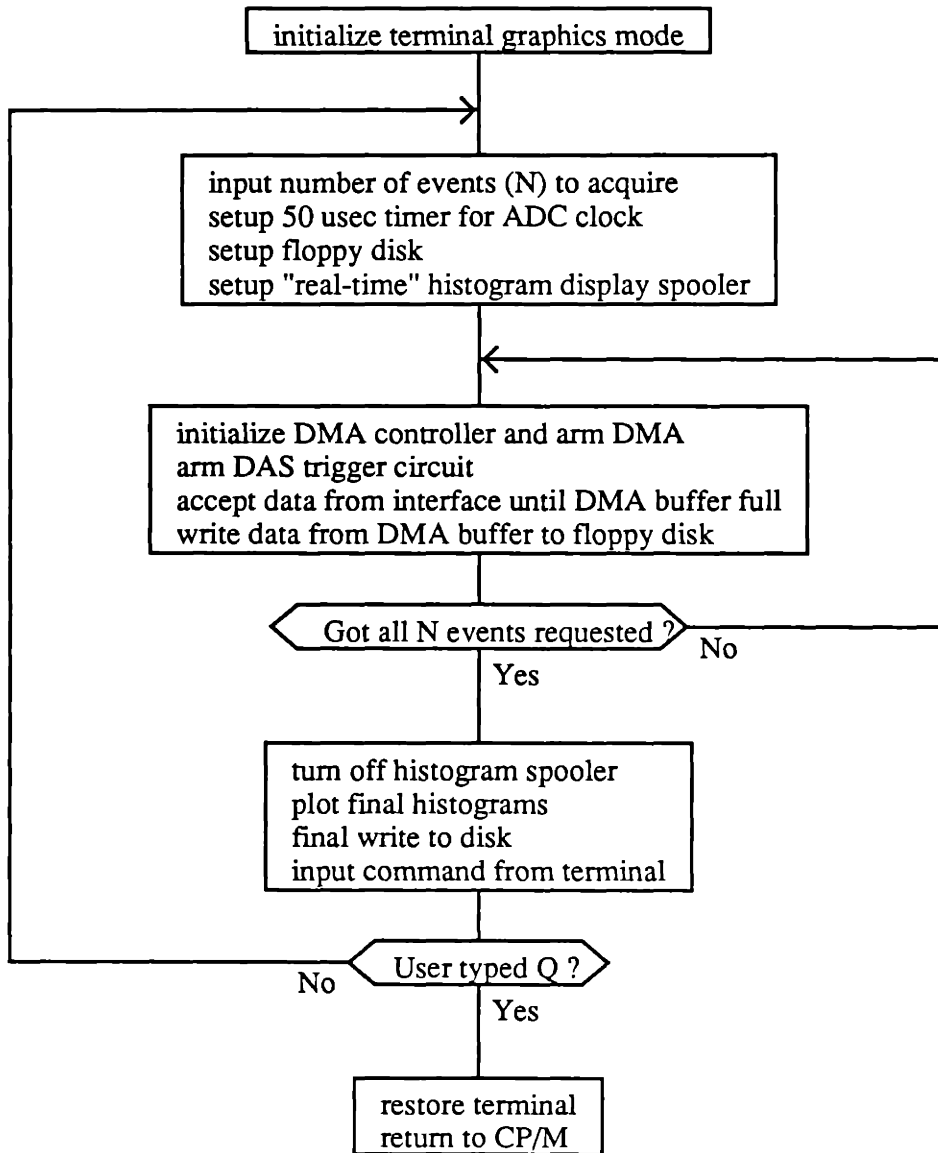 initialize terminal graphics mode
input number of events (N) to acquire
setup 50 usec timer for ADC clock
setup floppy disk
setup "real-time" histogram display spooler
initialize DMA controller and arm DMA
arm DAS trigger circuit
accept data from interface until DMA buffer full
write data from DMA buffer to floppy disk
Got all N events requested ?
No
Yes
turn off histogram spooler
plot final histograms
final write to disk
input command from terminal
User typed Q ?
No
Yes
restore terminal
return to CP/M